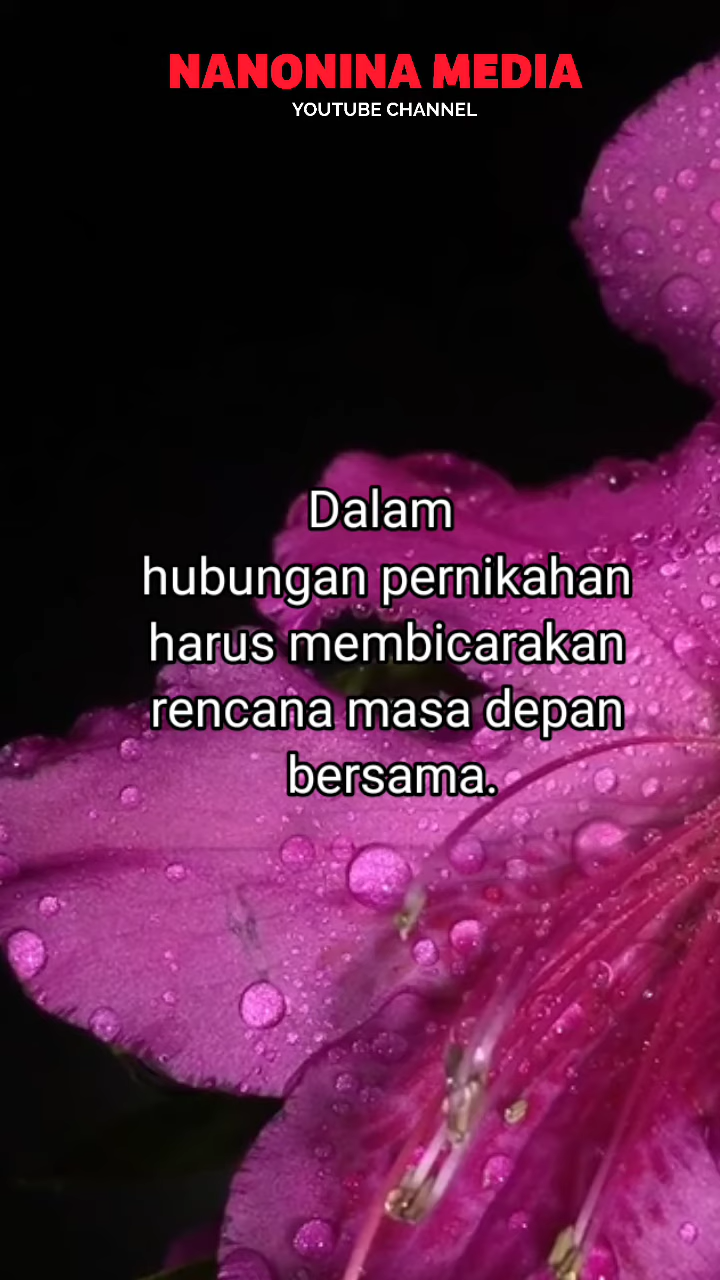 NANONINA MEDIA
YOUTUBE CHANNEL
Dalam
hubungan pernikahan
harus membicarakan
rencana masa depan
bersama.